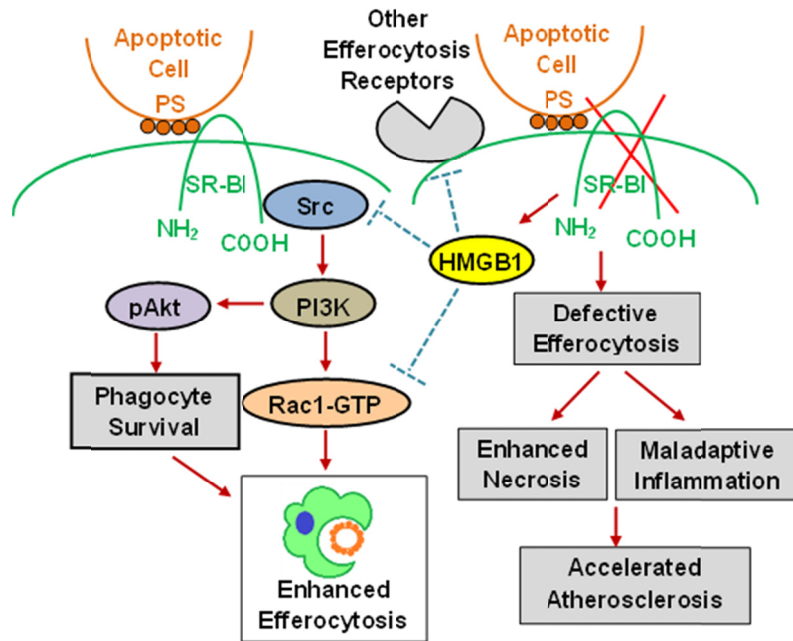 Apoptotic
Cell
PS
SR-BI
NH2
COOH
Src
PI3K
pAkt
Phagocyte
Survival
Rac1-GTP
Enhanced
Efferocytosis
Other
Efferocytosis
Receptors
HMGB1
Apoptotic
Cell
PS
SR-BI
NH2
COOH
Defective
Efferocytosis
Enhanced
Necrosis
Maladaptive
Inflammation
Accelerated
Atherosclerosis